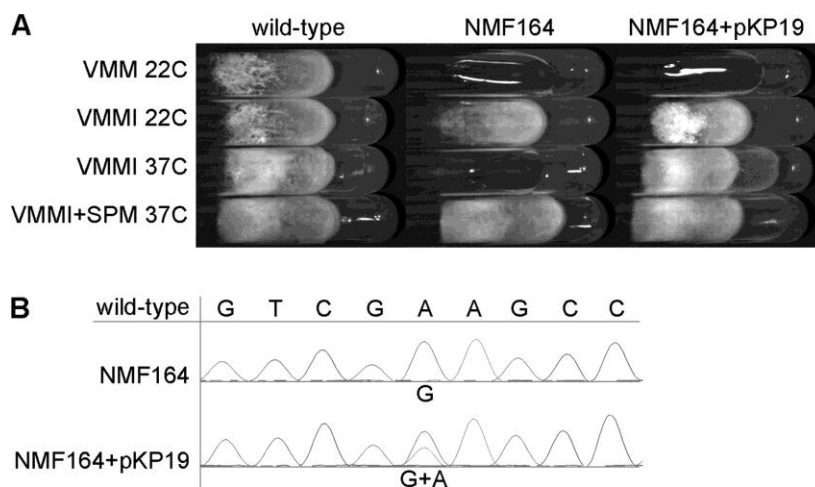 A
wild-type NMF164 NMF164+pKP19
VMM 22C
VMMI 22C
VMMI 37C
VMMI+SPM 37C
B
wild-type G T C G A A G C C
NMF164
G
NMF164+pKP19
G+A